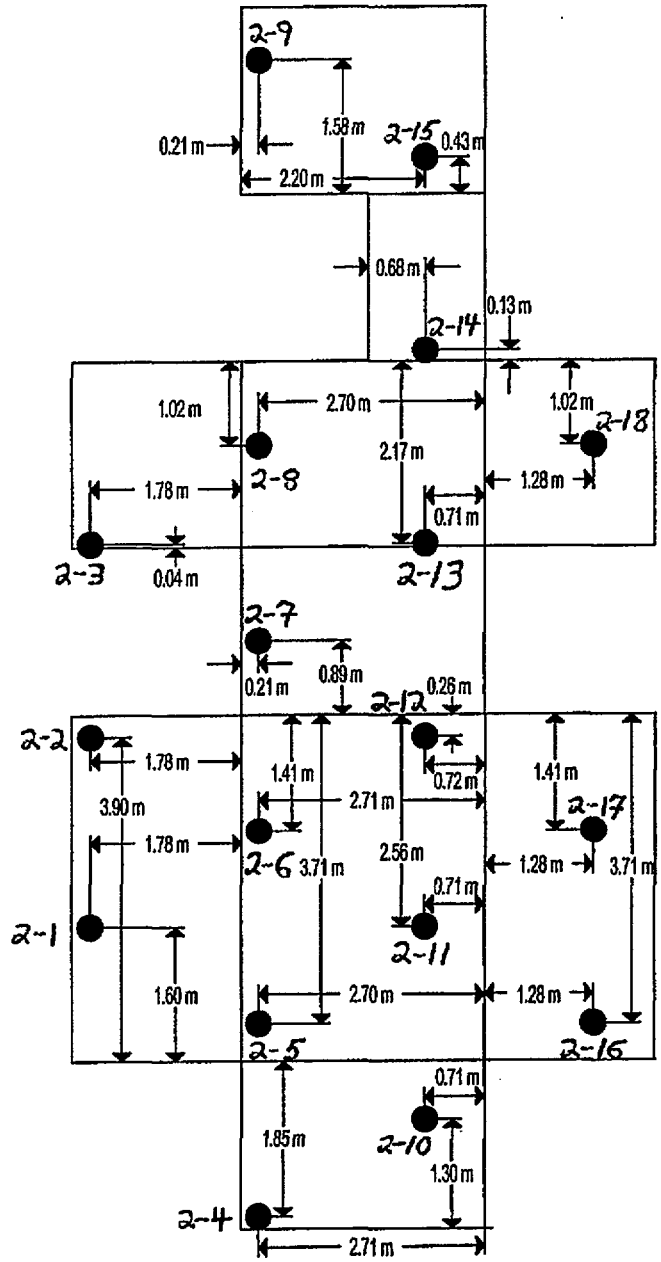 2-9
1.58 m
2-15
0.43 m
0.21 m
2.20 m
0.68 m
0.13 m
2-14
1.02 m
2.70 m
1.02 m
2-18
2.17 m
2-8
1.78 m
1.28 m
0.71 m
2-3
0.04 m
2-13
2-7
0.89 m
0.21 m
0.26 m
2-12
2-2
1.78 m
1.41 m
0.72 m
1.41 m
3.90 m
2.71 m
2-17
1.78 m
2-6
3.71 m
2.56 m
1.28 m
3.71 m
0.71 m
2-1
2-11
1.60 m
2.70 m
1.28 m
2-5
2-16
0.71 m
1.85 m
2-10
1.30 m
2-4
2.71 m